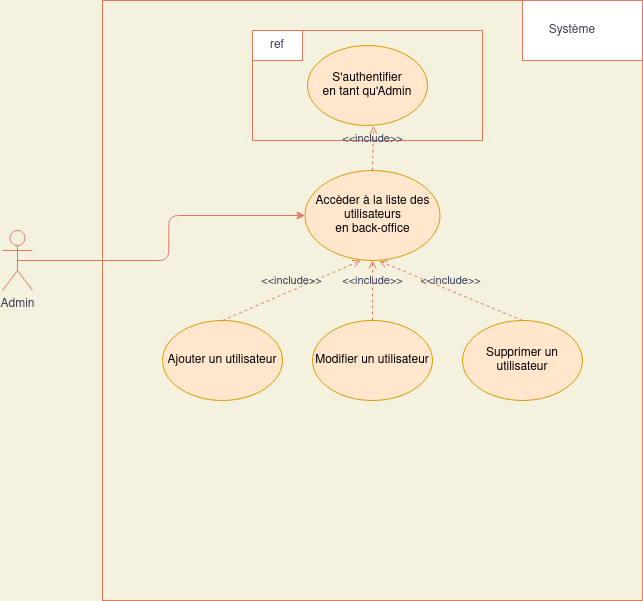 Système
ref
S'authentifier
en tant qu'Admin
<<include>>
Accèder à la liste des
utilisateurs
en back-office
Admin
<<include>>
<<include>>
<<include>>
Ajouter un utilisateur
Modifier un utilisateur
Supprimer un
utilisateur